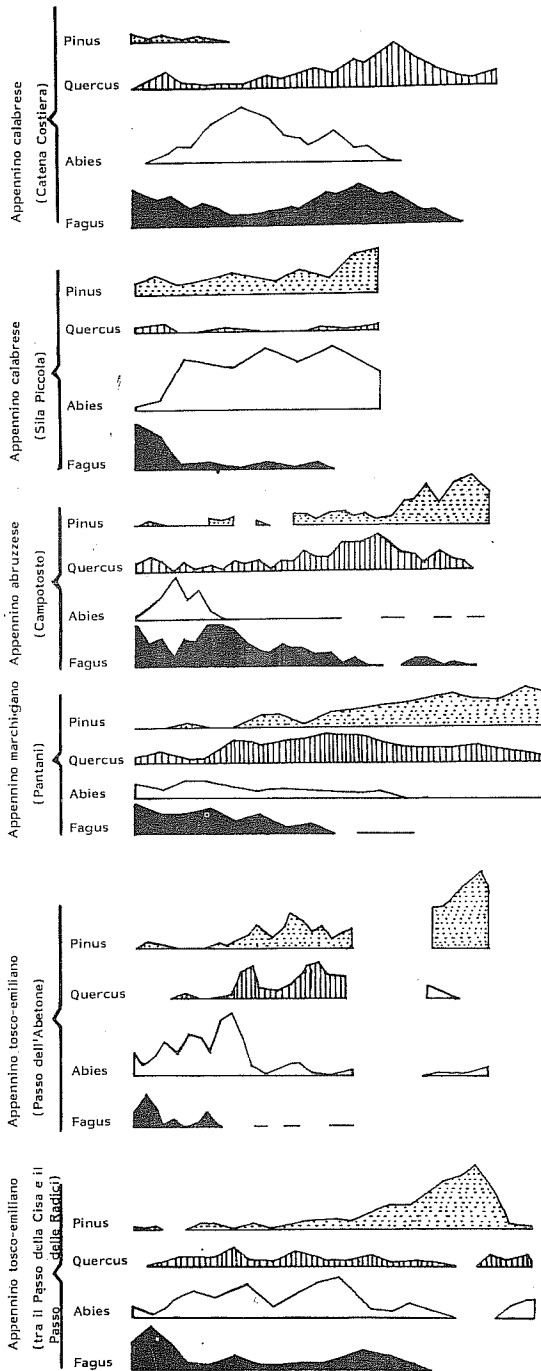 Appennino calabrese
(Catena Costiera)
Pinus
Quercus
Abies
Fagus
Appennino calabrese
(Sila Piccola)
Pinus
Quercus
Abies
Fagus
Appennino abruzzese
(Campotosto)
Pinus
Quercus
Abies
Fagus
Appennino marchigiano
(Pantani)
Pinus
Quercus
Abies
Fagus
Appennino tosco-emiliano
(Passo dell'Abetone)
Pinus
Quercus
Abies
Fagus
Appennino tosco-emiliano
(tra il Passo della Cisa e il
Passo delle Radici)
Pinus
Quercus
Abies
Fagus